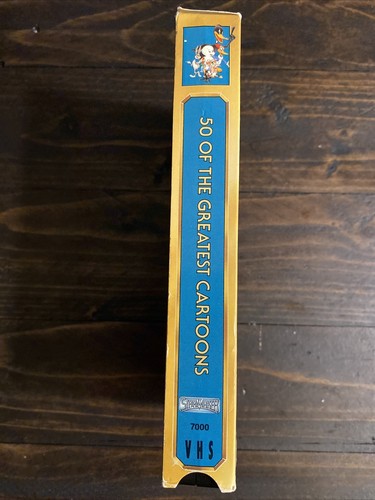 50 OF THE GREATEST CARTOONS
7000
VHS